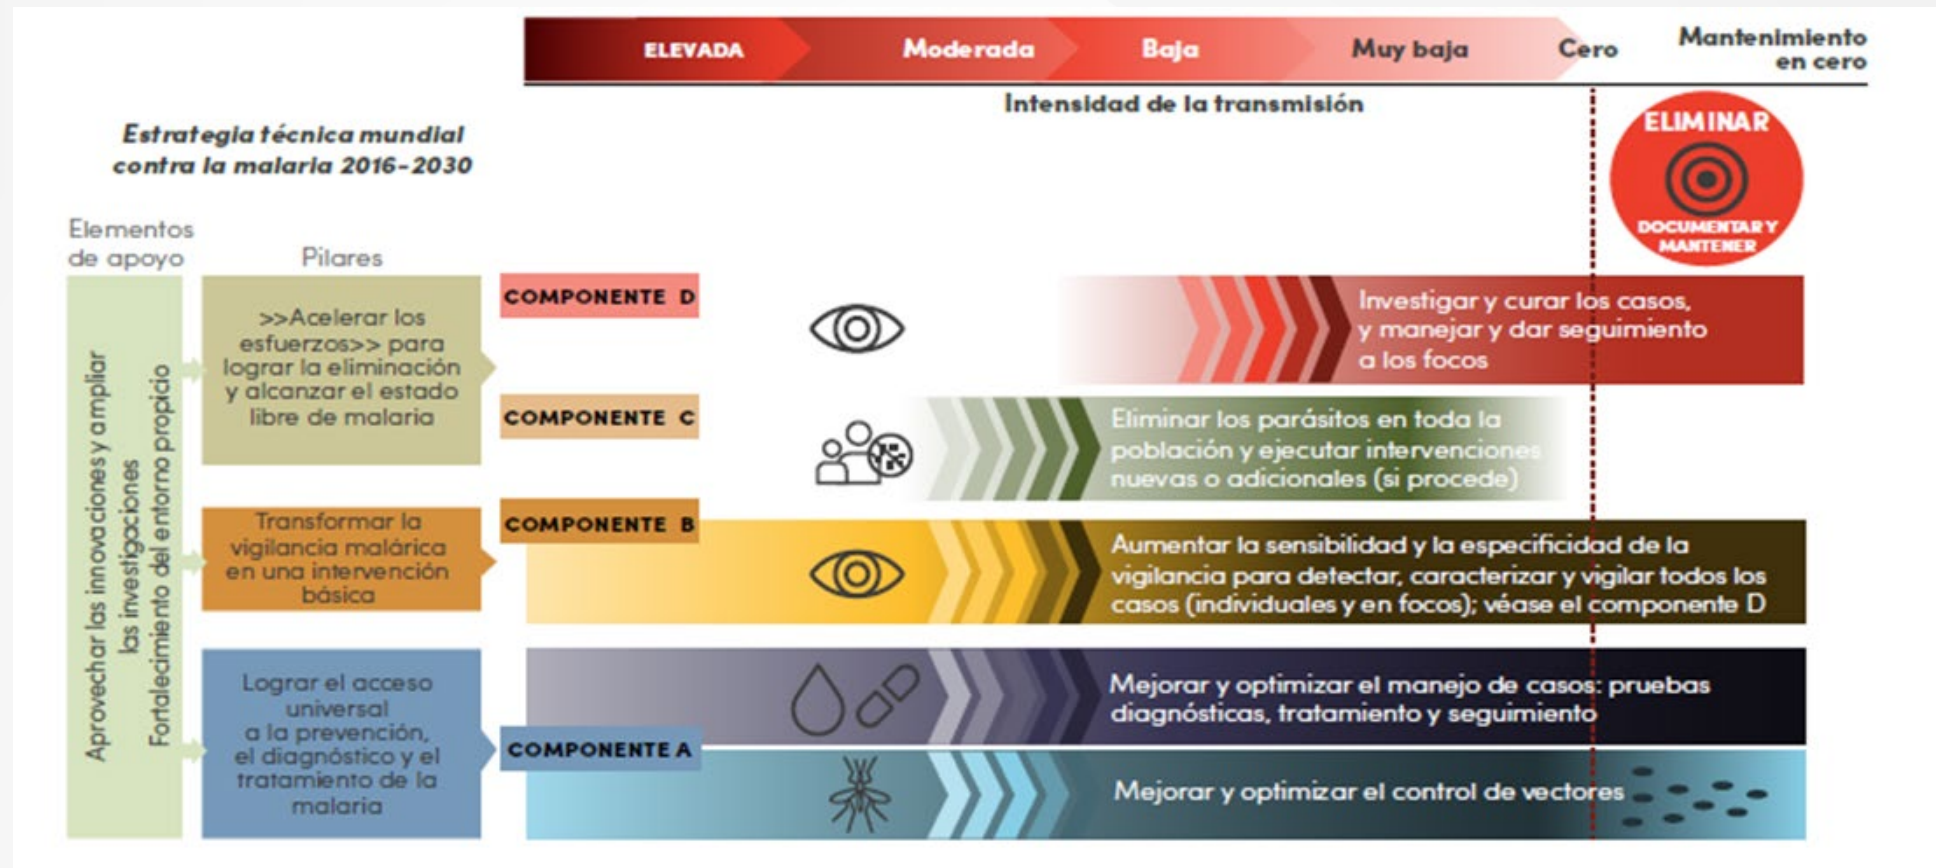 ELEVADA
Moderada
Baja
Muy baja
Cero
Mantenimiento
en cero
Intensidad de la transmisión
Estrategia técnica mundial
contra la malaria 2016-2030
ELIMINAR
DOCUMENTAR Y
MANTENER
Elementos
de apoyo
Pilares
Aprovechar las innovaciones y ampliar
las investigaciones
Fortalecimiento del entorno propicio
>>Acelerar los
esfuerzos>> para
lograr la eliminación
y alcanzar el estado
libre de malaria
COMPONENTE D
Investigar y curar los casos,
y manejar y dar seguimiento
a los focos
COMPONENTE C
Eliminar los parásitos en toda la
población y ejecutar intervenciones
nuevas o adicionales (si procede)
Transformar la
vigilancia malárica
en una intervención
básica
COMPONENTE B
Aumentar la sensibilidad y la especificidad de la
vigilancia para detectar, caracterizar y vigilar todos los
casos (individuales y en focos); véase el componente D
Lograr el acceso
universal
a la prevención,
el diagnóstico y el
tratamiento de la
malaria
COMPONENTE A
Mejorar y optimizar el manejo de casos: pruebas
diagnósticas, tratamiento y seguimiento
Mejorar y optimizar el control de vectores